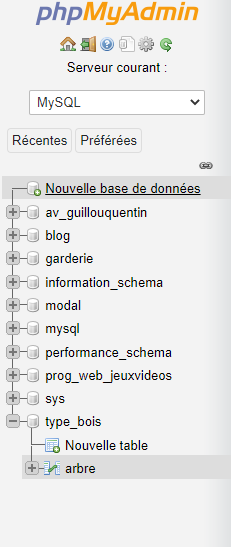 phpMyAdmin
Serveur courant :
MySQL
Récentes Préférées
Nouvelle base de données
av_guillouquentin
blog
garderie
information_schema
modal
mysql
performance_schema
prog_web_jeuxvideos
sys
type_bois
Nouvelle table
arbre